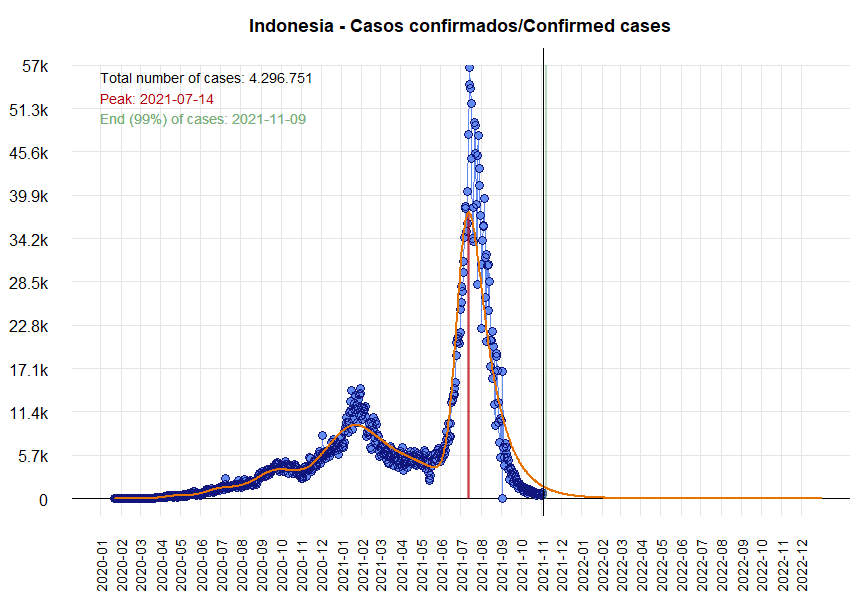 Indonesia - Casos confirmados/Confirmed cases
57k
Total number of cases: 4.296.751
Peak: 2021-07-14
51.3k
End (99%) of cases: 2021-11-09
45.6k
39.9k
34.2k
28.5k
22.8k
17.1k
11.4k
5.7k
0
2020-01
2020-02
2020-03
2020-04
2020-05
2020-06
2020-07
2020-08
2020-09
2020-10
2020-11
2020-12
2021-01
2021-02
2021-03
2021-04
2021-05
2021-06
2021-07
2021-08
2021-09
2021-10
2021-11
2021-12
2022-01
2022-02
2022-03
2022-04
2022-05
2022-06
2022-07
2022-08
2022-09
2022-10
2022-11
2022-12